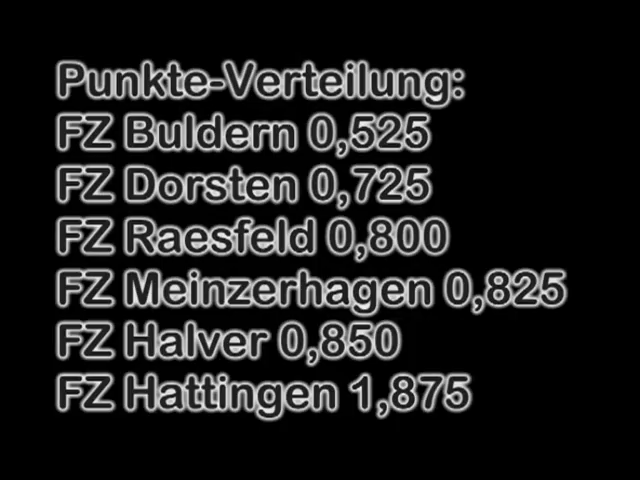 Punkte-Verteilung:
FZ Buldern 0,525
FZ Dorsten 0,725
FZ Raesfeld 0,800
FZ Meinzerhagen 0,825
FZ Halver 0,850
FZ Hattingen 1,875